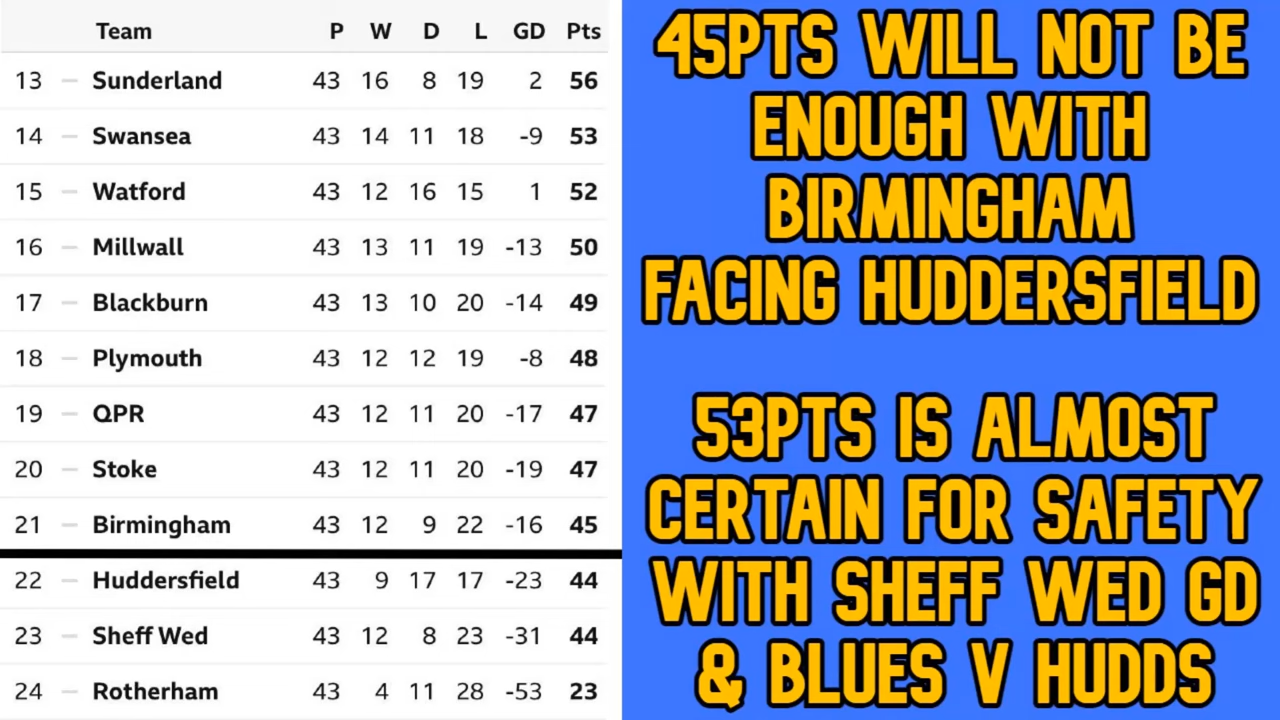 Team P W D L GD Pts
13 – Sunderland 43 16 8 19 2 56
14 – Swansea 43 14 11 18 -9 53
15 – Watford 43 12 16 15 1 52
16 – Millwall 43 13 11 19 -13 50
17 – Blackburn 43 13 10 20 -14 49
18 – Plymouth 43 12 12 19 -8 48
19 – QPR 43 12 11 20 -17 47
20 – Stoke 43 12 11 20 -19 47
21 – Birmingham 43 12 9 22 -16 45
22 – Huddersfield 43 9 17 17 -23 44
23 – Sheff Wed 43 12 8 23 -31 44
24 – Rotherham 43 4 11 28 -53 23
45PTS WILL NOT BE
ENOUGH WITH
BIRMINGHAM
FACING HUDDERSFIELD
53PTS IS ALMOST
CERTAIN FOR SAFETY
WITH SHEFF WED GD
& BLUES V HUDDS